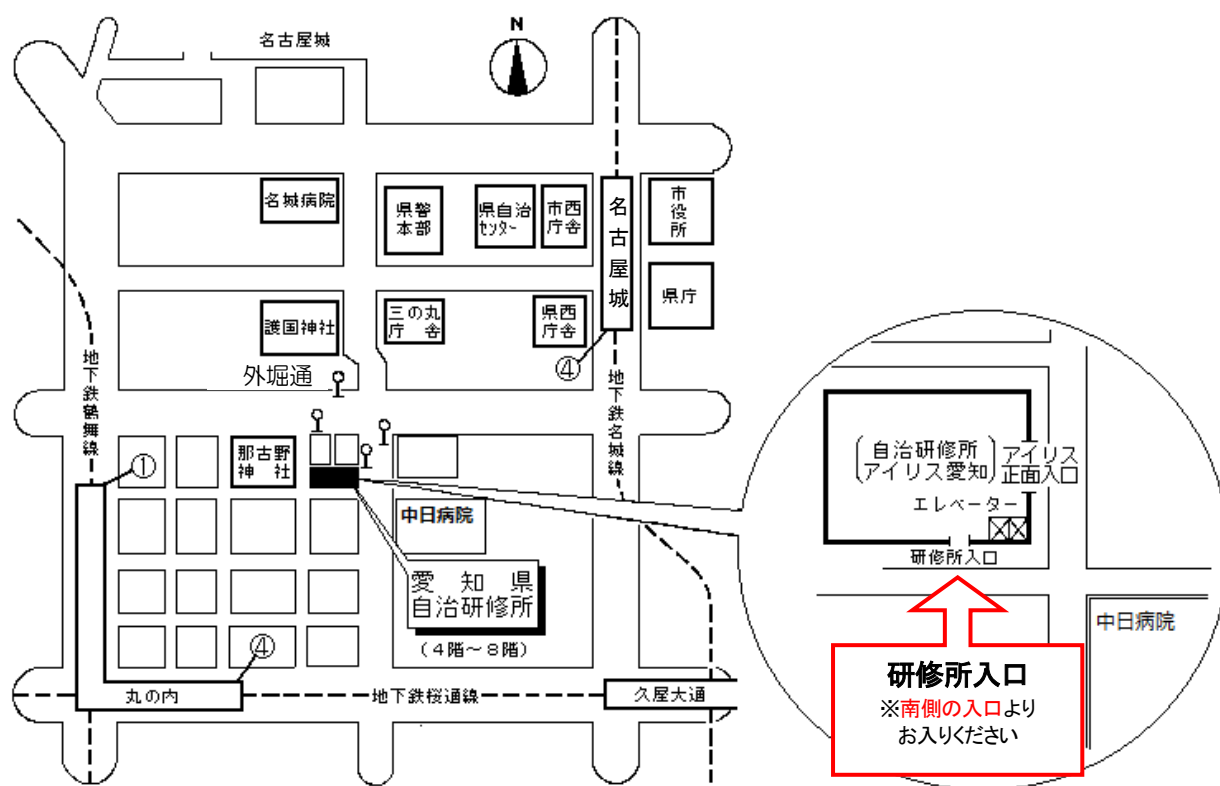 名古屋城
N
名城病院
県警
本部
県自治
ｾﾝﾀｰ
市西
庁舎
名古屋城
市役所
県庁
護国神社
三の丸
庁舎
県西
庁舎
④
外堀通
地下鉄鶴舞線
地下鉄名城線
那古野
神社
①
中日病院
愛知県
自治研修所
(4階～8階)
④
丸の内
地下鉄桜通線
久屋大通
自治研修所
アイリス愛知
アイリス
正面入口
エレベーター
研修所入口
中日病院
研修所入口
※南側の入口より
お入りください